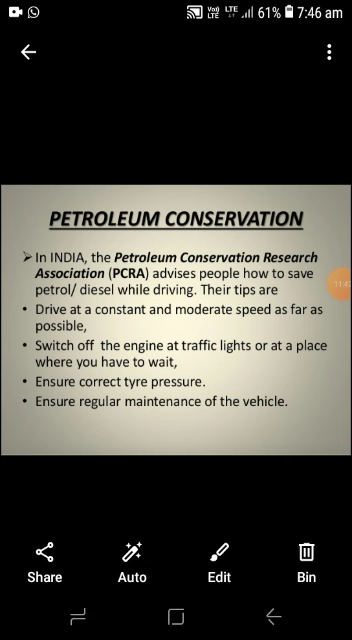 Vo)) LTE LTE 61% 7:46 am
PETROLEUM CONSERVATION
➢ In INDIA, the Petroleum Conservation Research
Association (PCRA) advises people how to save
petrol/ diesel while driving. Their tips are
• Drive at a constant and moderate speed as far as
possible,
• Switch off the engine at traffic lights or at a place
where you have to wait,
• Ensure correct tyre pressure.
• Ensure regular maintenance of the vehicle.
Share Auto Edit Bin